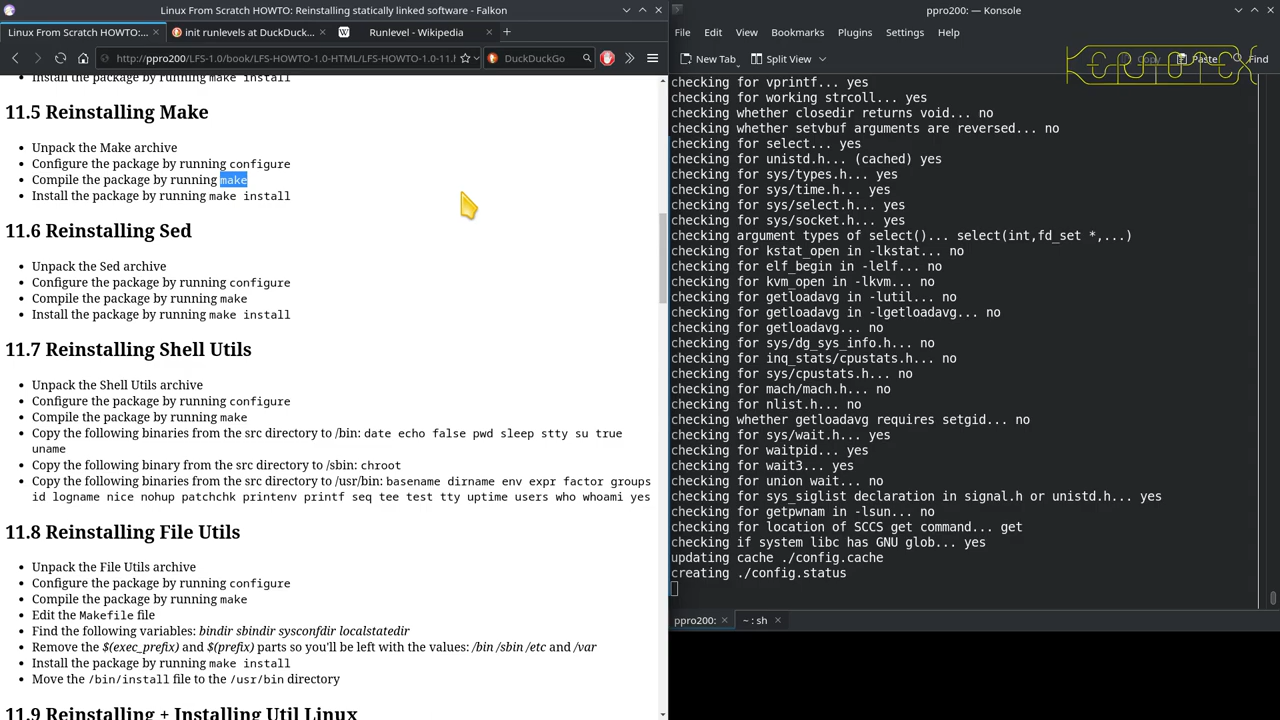 Linux From Scratch HOWTO: Reinstalling statically linked software - Falkon
Linux From Scratch HOWTO:...
init runlevels at DuckDuck...
W Runlevel - Wikipedia
http://ppro200/LFS-1.0/book/LFS-HOWTO-1.0-HTML/LFS-HOWTO-1.0-11.
DuckDuckGo
Install the package by running make install
11.5 Reinstalling Make
Unpack the Make archive
Configure the package by running configure
Compile the package by running make
Install the package by running make install
11.6 Reinstalling Sed
Unpack the Sed archive
Configure the package by running configure
Compile the package by running make
Install the package by running make install
11.7 Reinstalling Shell Utils
Unpack the Shell Utils archive
Configure the package by running configure
Compile the package by running make
Copy the following binaries from the src directory to /bin: date echo false pwd sleep stty su true
uname
Copy the following binary from the src directory to /sbin: chroot
Copy the following binaries from the src directory to /usr/bin: basename dirname env expr factor groups
id logname nice nohup patchchk printenv printf seq tee test tty uptime users who whoami yes
11.8 Reinstalling File Utils
Unpack the File Utils archive
Configure the package by running configure
Compile the package by running make
Edit the Makefile file
Find the following variables: bindir sbindir sysconfdir localstatedir
Remove the $(exec_prefix) and $(prefix) parts so you'll be left with the values: /bin /sbin /etc and /var
Install the package by running make install
Move the /bin/install file to the /usr/bin directory
11.9 Reinstalling + Installing Util Linux
ppro200: — Konsole
File Edit View Bookmarks Plugins Settings Help
New Tab Split View Copy Paste Find
checking for vprintf... yes
checking for working strcoll... yes
checking whether closedir returns void... no
checking whether setvbuf arguments are reversed... no
checking for select... yes
checking for unistd.h... (cached) yes
checking for sys/types.h... yes
checking for sys/time.h... yes
checking for sys/select.h... yes
checking for sys/socket.h... yes
checking argument types of select()... select(int,fd_set *,...)
checking for kstat_open in -lkstat... no
checking for elf_begin in -lelf... no
checking for kvm_open in -lkvm... no
checking for getloadavg in -lutil... no
checking for getloadavg in -lgetloadavg... no
checking for getloadavg... no
checking for sys/dg_sys_info.h... no
checking for inq_stats/cpustats.h... no
checking for sys/cpustats.h... no
checking for mach/mach.h... no
checking for nlist.h... no
checking whether getloadavg requires setgid... no
checking for sys/wait.h... yes
checking for waitpid... yes
checking for wait3... yes
checking for union wait... no
checking for sys_siglist declaration in signal.h or unistd.h... yes
checking for getpwnam in -lsun... no
checking for location of SCCS get command... get
checking if system libc has GNU glob... yes
updating cache ./config.cache
creating ./config.status
ppro200:
~ : sh